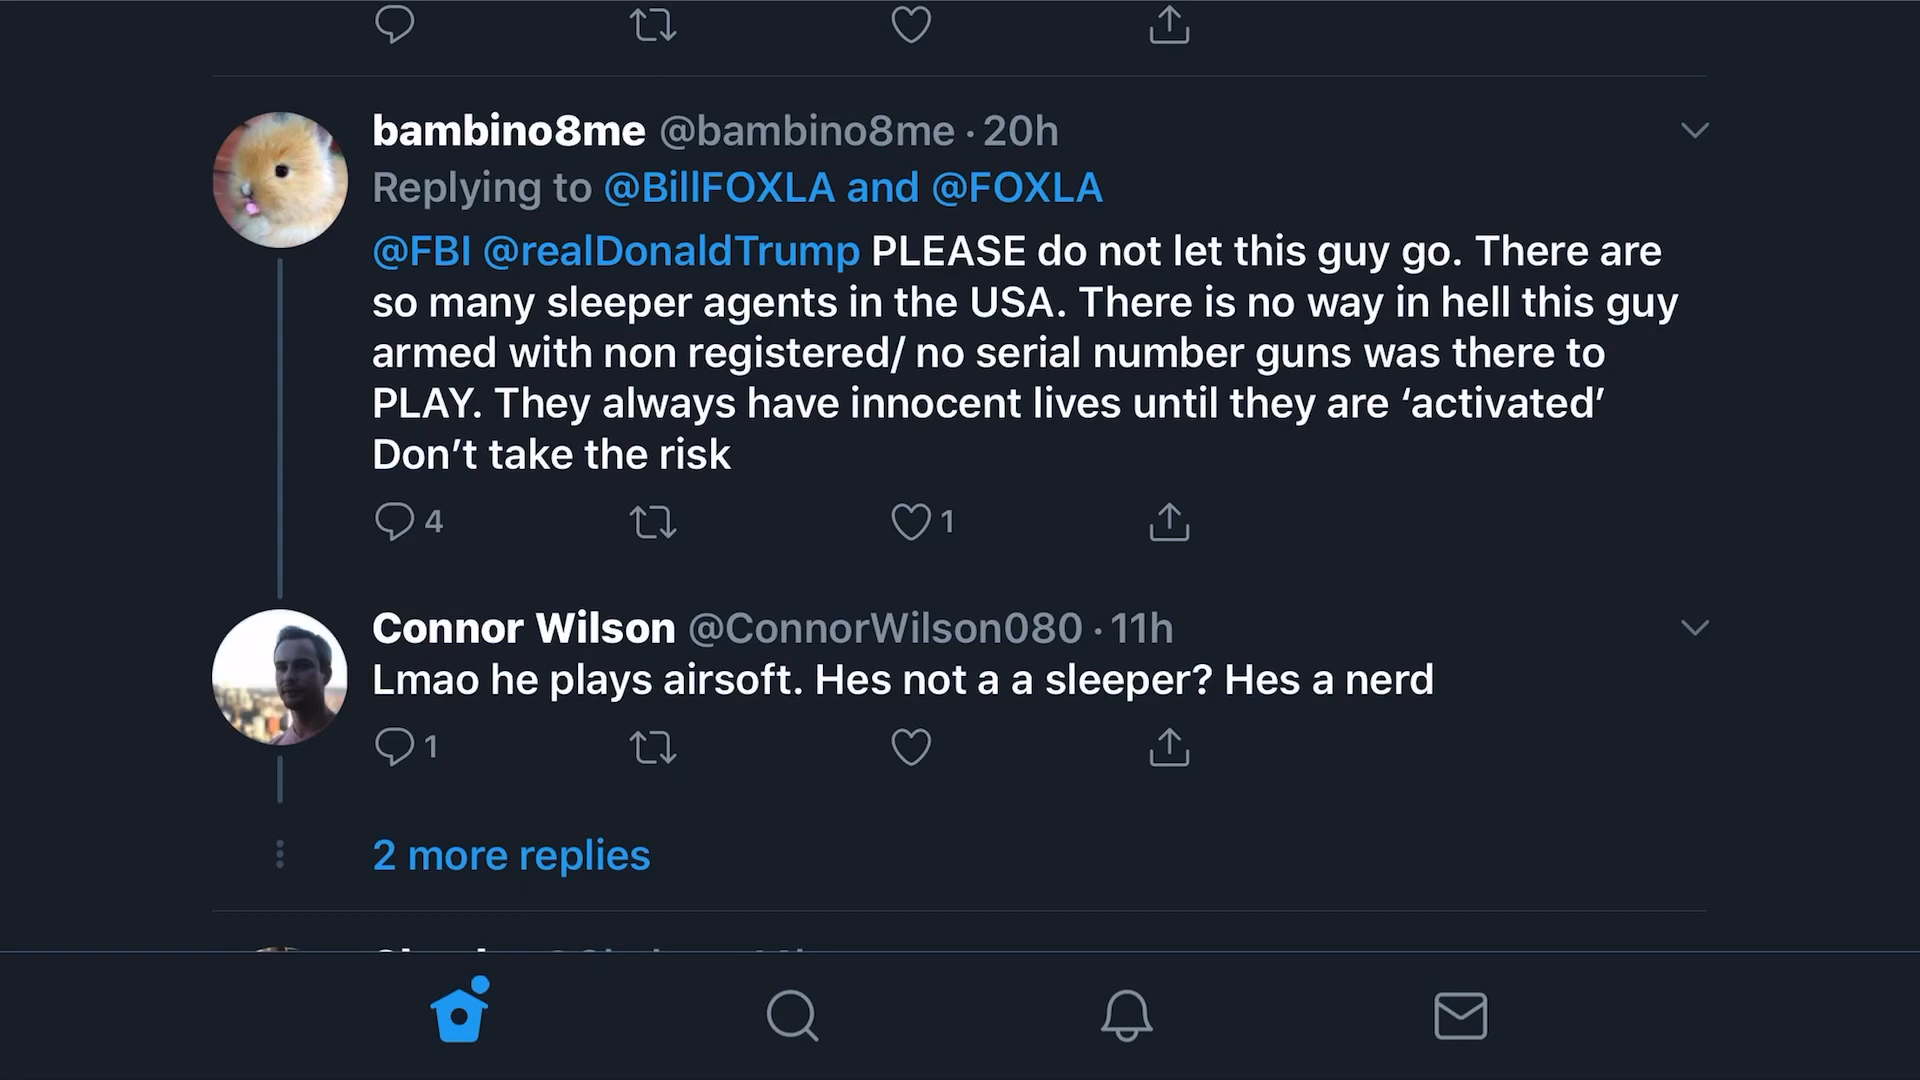 bambino8me @bambino8me · 20h
Replying to @BillFOXLA and @FOXLA
@FBI @realDonaldTrump PLEASE do not let this guy go. There are
so many sleeper agents in the USA. There is no way in hell this guy
armed with non registered/ no serial number guns was there to
PLAY. They always have innocent lives until they are ‘activated’
Don’t take the risk
4 1
Connor Wilson @ConnorWilson080 · 11h
Lmao he plays airsoft. Hes not a a sleeper? Hes a nerd
1
2 more replies